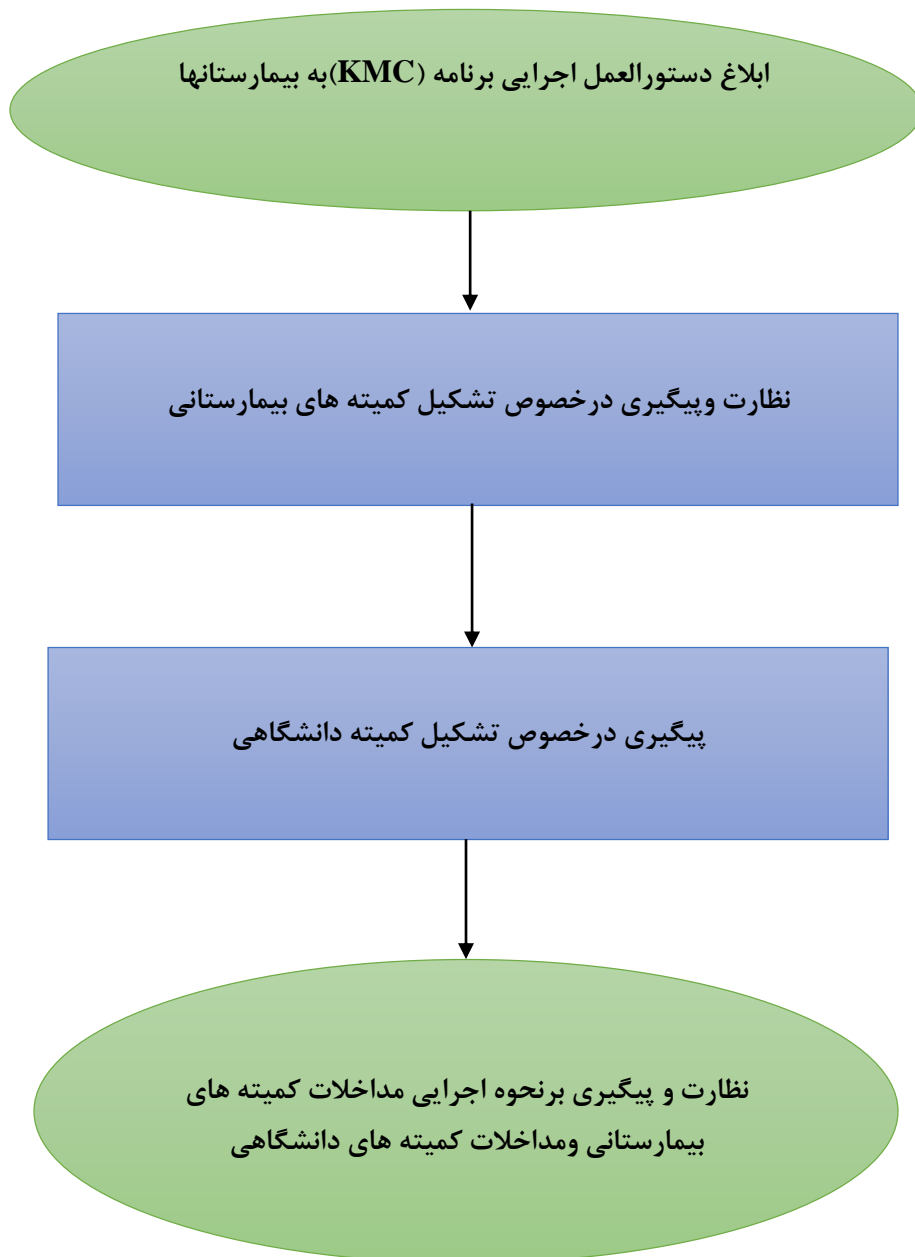 ابلاغ دستورالعمل اجرایی برنامه (KMC)به بیمارستانها
نظارت وپیگیری درخصوص تشکیل کمیته های بیمارستانی
پیگیری درخصوص تشکیل کمیته دانشگاهی
نظارت و پیگیری برنحوه اجرایی مداخلات کمیته های
بیمارستانی ومداخلات کمیته های دانشگاهی